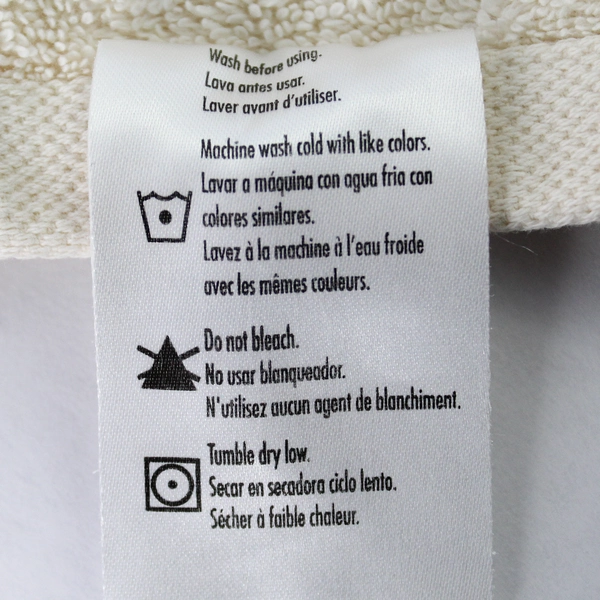 Wash before using.
Lava antes usar.
Laver avant d'utiliser.
Machine wash cold with like colors.
Lavar a máquina con agua fria con
colores similares.
Lavez à la machine à l'eau froide
avec les mêmes couleurs.
Do not bleach.
No usar blanqueador.
N'utilisez aucun agent de blanchiment.
Tumble dry low.
Secar en secadora ciclo lento.
Sécher à faible chaleur.